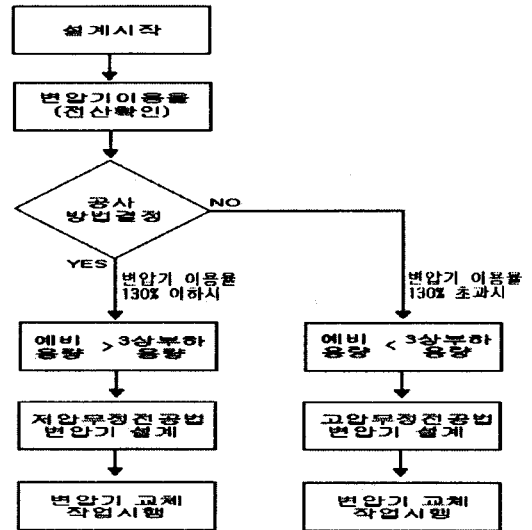 설계시작
변압기이용률
(전산확인)
공사
방법결정
NO
YES
변압기 이용률
130% 이하시
변압기 이용률
130% 초과시
예비
용량 > 3상부하
용량
예비
용량 < 3상부하
용량
저압무정전공법
변압기 설계
고압무정전공법
변압기 설계
변압기 교체
작업시행
변압기 교체
작업시행